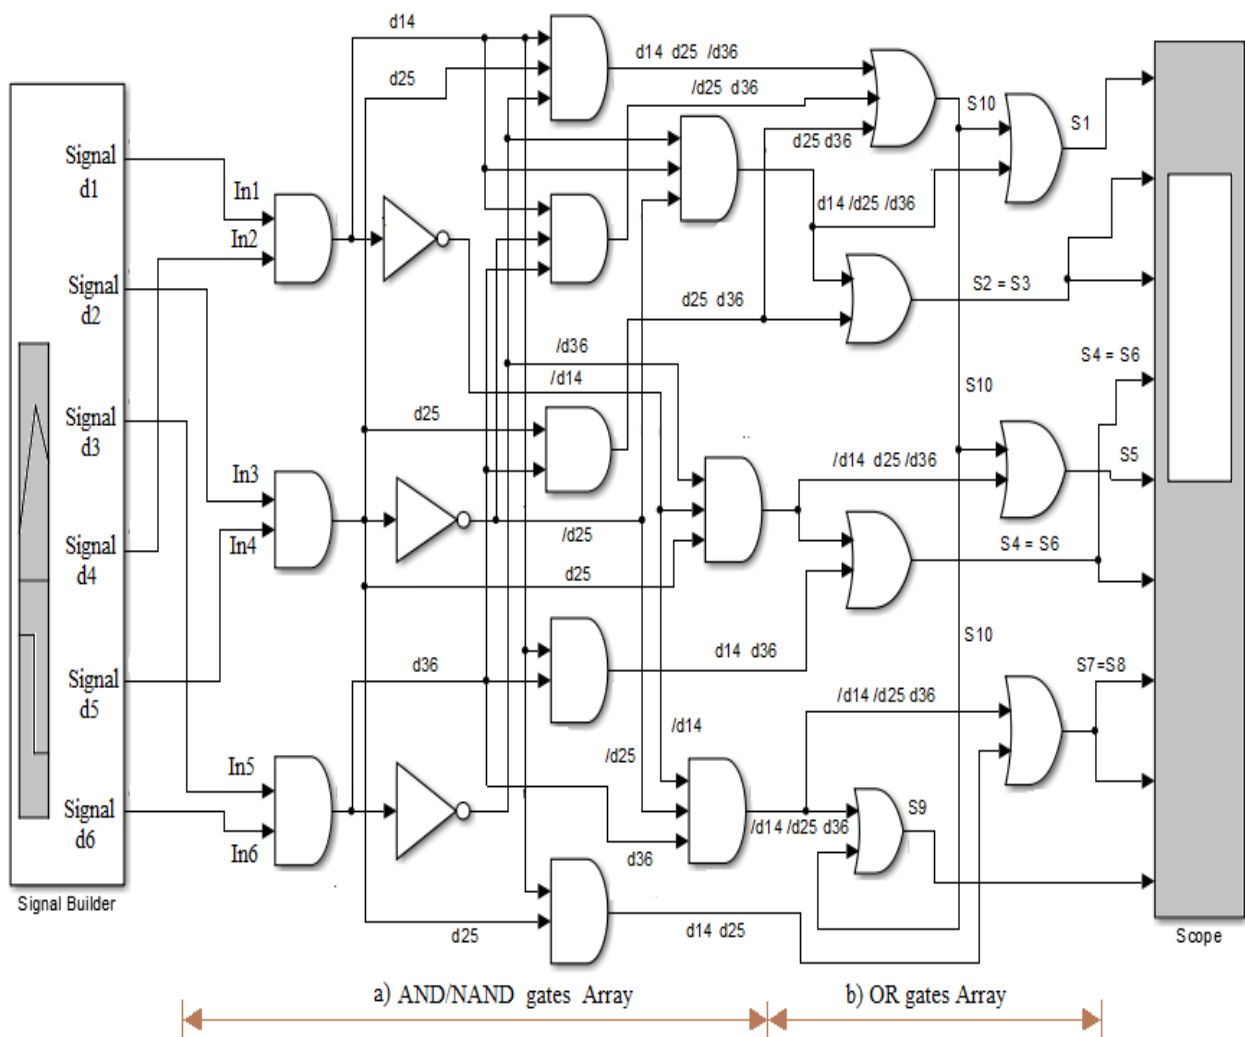 d14
d14 d25 /d36
d25
/d25 d36
S10
S1
d25 d36
Signal
d1
In1
In2
d14 /d25 /d36
Signal
d2
d25 d36
S2 = S3
/d36
/d14
S4 = S6
S10
d25
Signal
d3
/d14 d25 /d36
S5
In3
In4
/d25
S4 = S6
Signal
d4
d25
S10
d14 d36
d36
S7=S8
Signal
d5
/d14 /d25 d36
/d14
/d25
In5
Signal
d6
In6
S9
/d14 /d25 d36
d36
Signal Builder
d25
d14 d25
Scope
a) AND/NAND gates Array
b) OR gates Array